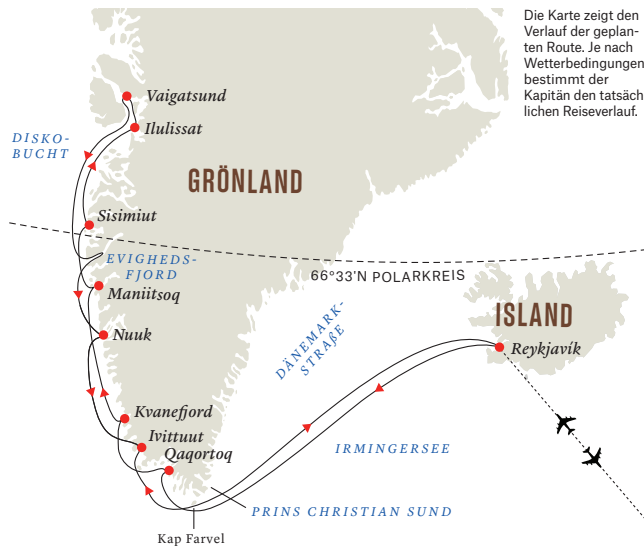 Die Karte zeigt den
Verlauf der geplan-
ten Route. Je nach
Wetterbedingungen
bestimmt der
Kapitän den tatsäch
lichen Reiseverlauf.
Vaigatsund
Ilulissat
DISKO-
BUCHT
GRÖNLAND
Sisimiut
EVIGHEDS-
FJORD
66°33'N POLARKREIS
Maniitsoq
ISLAND
DÄNEMARK-
STRAßE
Nuuk
Reykjavík
Kvanefjord
Ivittuut
IRMINGERSEE
Qaqortoq
PRINS CHRISTIAN SUND
Kap Farvel